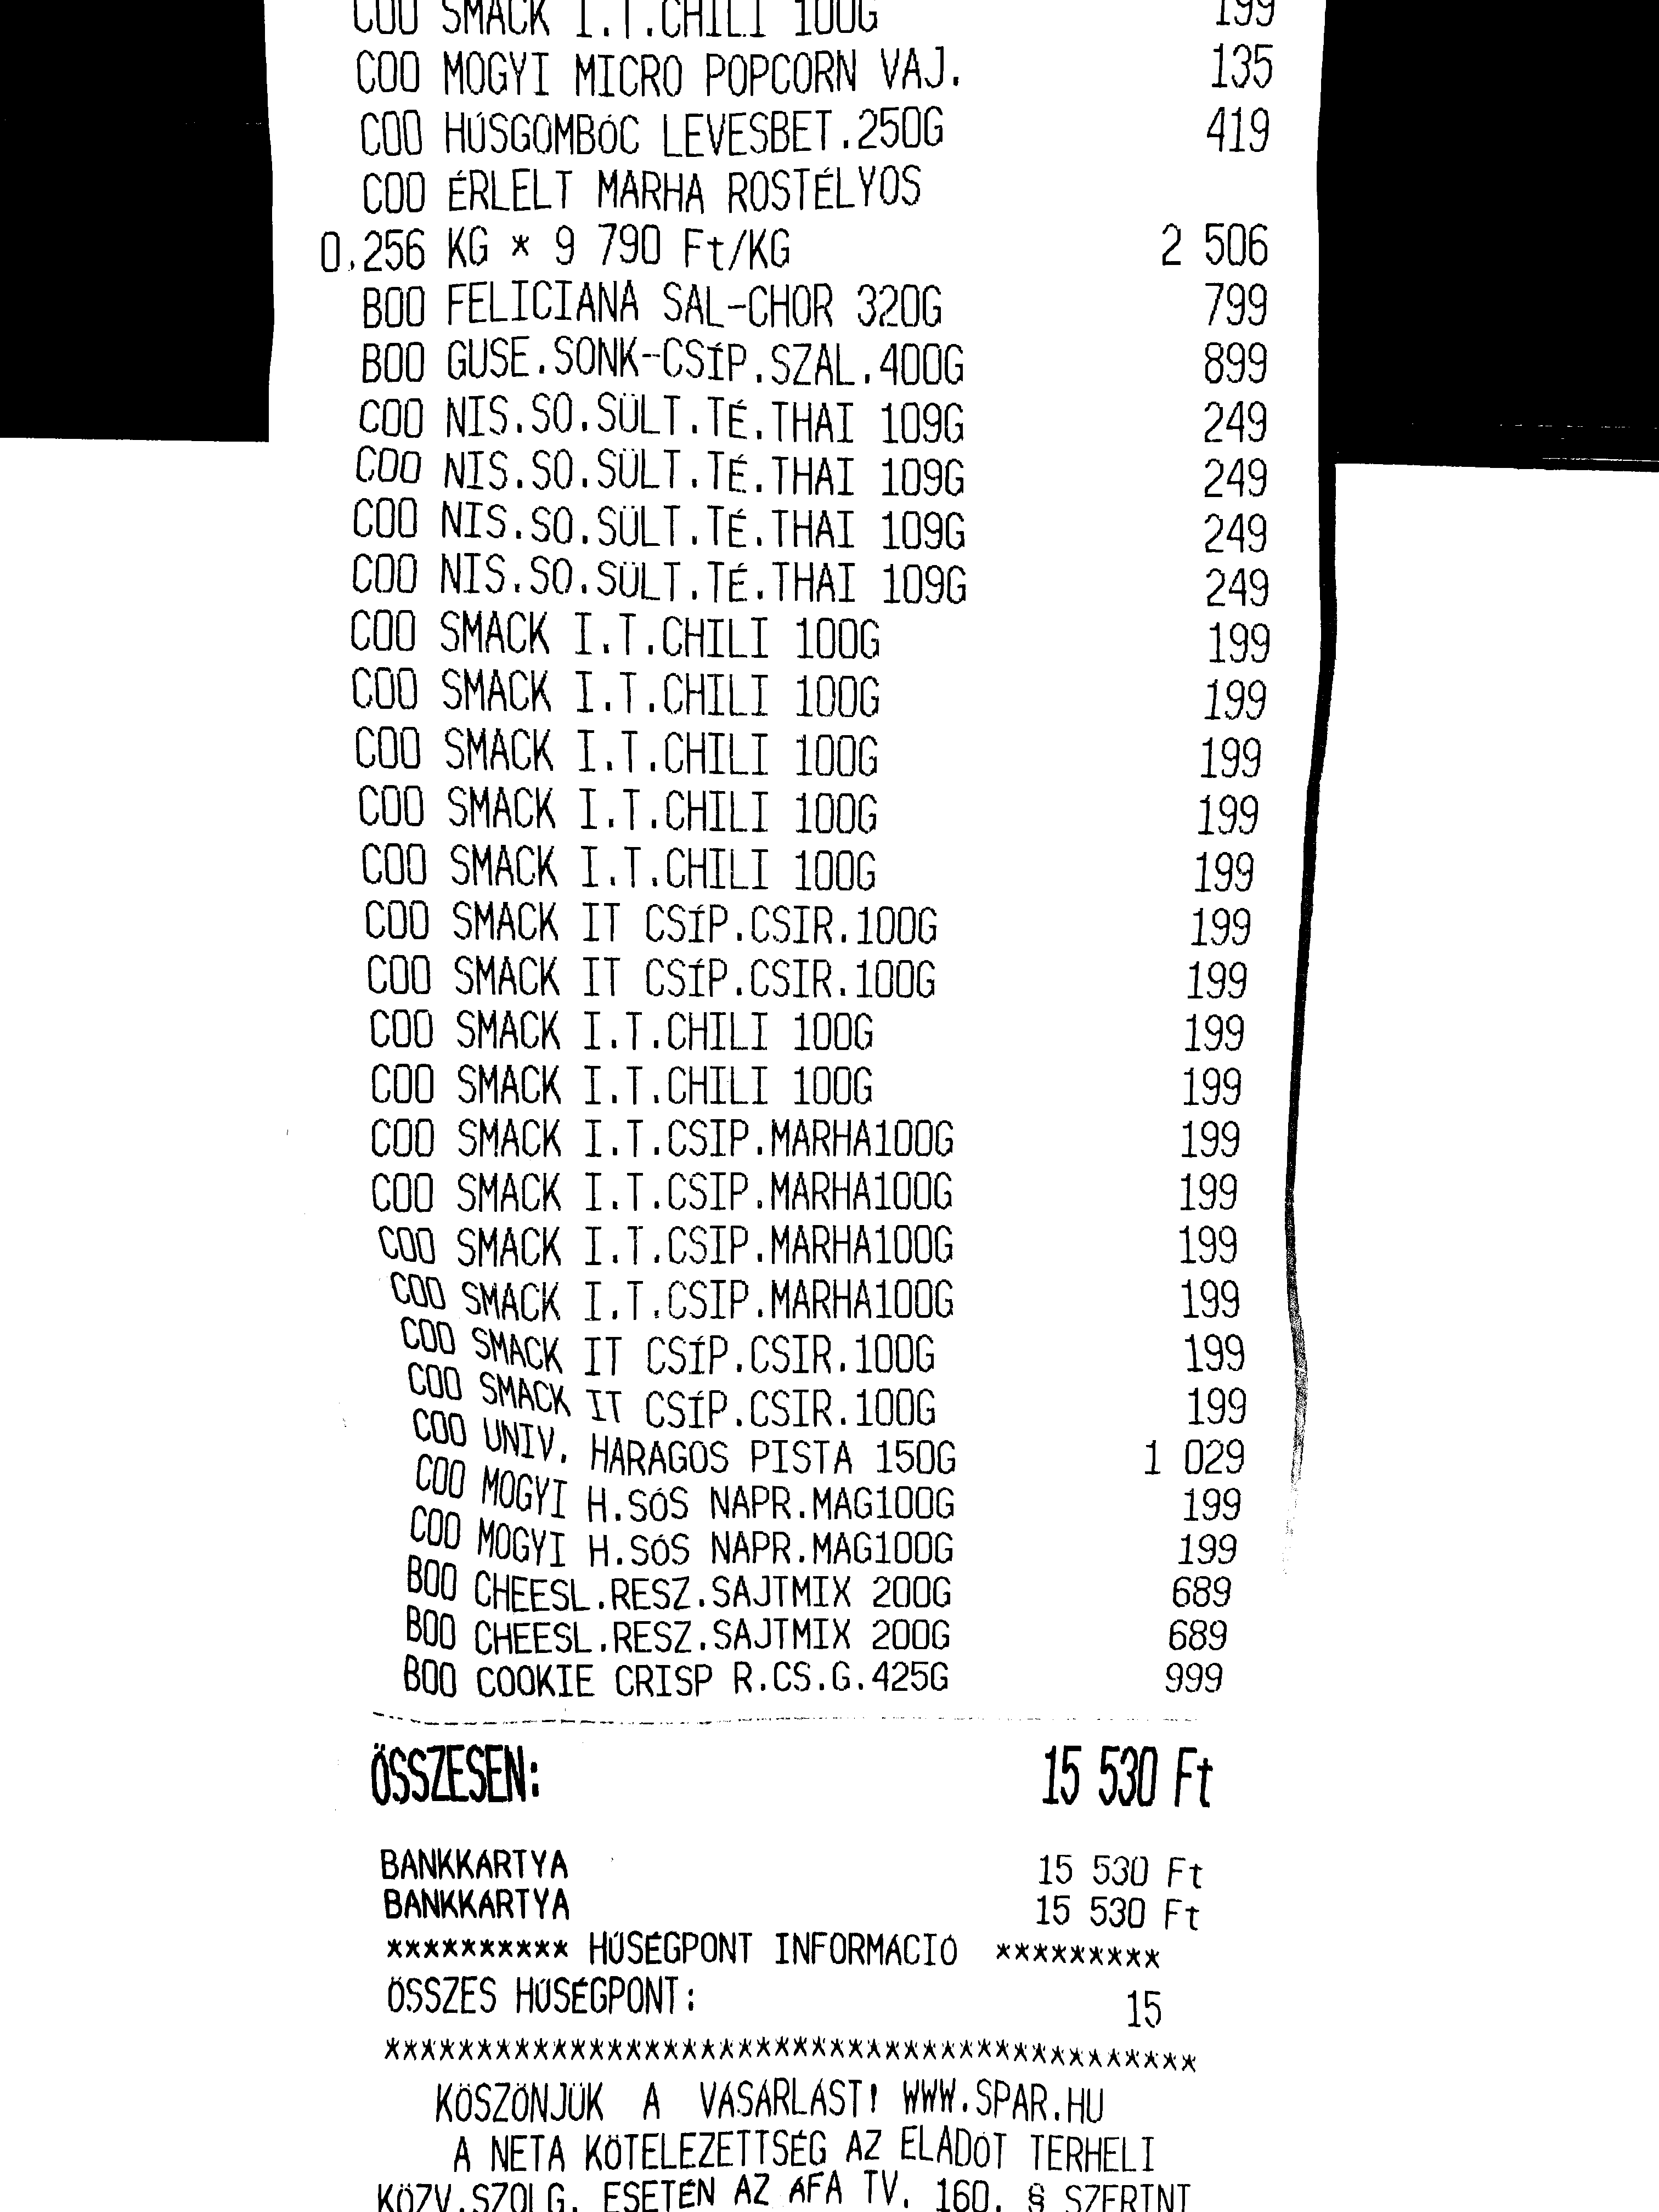 C00 SMACK I.T.CHILI 100G 199
C00 MOGYI MICRO POPCORN VAJ. 135
C00 HÚSGOMBÓC LEVESBET.250G 419
C00 ÉRLELT MARHA ROSTÉLYOS
0,256 KG * 9 790 Ft/KG 2 506
B00 FELICIANA SAL-CHOR 320G 799
B00 GUSE.SONK-CSÍP.SZAL.400G 899
C00 NIS.SO.SÜLT.TÉ.THAI 109G 249
C00 NIS.SO.SÜLT.TÉ.THAI 109G 249
C00 NIS.SO.SÜLT.TÉ.THAI 109G 249
C00 NIS.SO.SÜLT.TÉ.THAI 109G 249
C00 SMACK I.T.CHILI 100G 199
C00 SMACK I.T.CHILI 100G 199
C00 SMACK I.T.CHILI 100G 199
C00 SMACK I.T.CHILI 100G 199
C00 SMACK I.T.CHILI 100G 199
C00 SMACK IT CSÍP.CSIR.100G 199
C00 SMACK IT CSÍP.CSIR.100G 199
C00 SMACK I.T.CHILI 100G 199
C00 SMACK I.T.CHILI 100G 199
C00 SMACK I.T.CSIP.MARHA100G 199
C00 SMACK I.T.CSIP.MARHA100G 199
C00 SMACK I.T.CSIP.MARHA100G 199
C00 SMACK I.T.CSIP.MARHA100G 199
C00 SMACK IT CSÍP.CSIR.100G 199
C00 SMACK IT CSÍP.CSIR.100G 199
C00 UNIV. HARAGOS PISTA 150G 1 029
C00 MOGYI H.SÓS NAPR.MAG100G 199
C00 MOGYI H.SÓS NAPR.MAG100G 199
B00 CHEESL.RESZ.SAJTMIX 200G 689
B00 CHEESL.RESZ.SAJTMIX 200G 689
B00 COOKIE CRISP R.CS.G.425G 999
ÖSSZESEN: 15 530 Ft
BANKKÁRTYA 15 530 Ft
BANKKÁRTYA 15 530 Ft
********** HŰSÉGPONT INFORMÁCIÓ *********
ÖSSZES HŰSÉGPONT: 15
********************************************
KÖSZÖNJÜK A VÁSÁRLÁST! WWW.SPAR.HU
A NETA KÖTELEZETTSÉG AZ ELADÓT TERHELI
KÖZV.SZOLG. ESETÉN AZ ÁFA TV. 160. § SZERINT